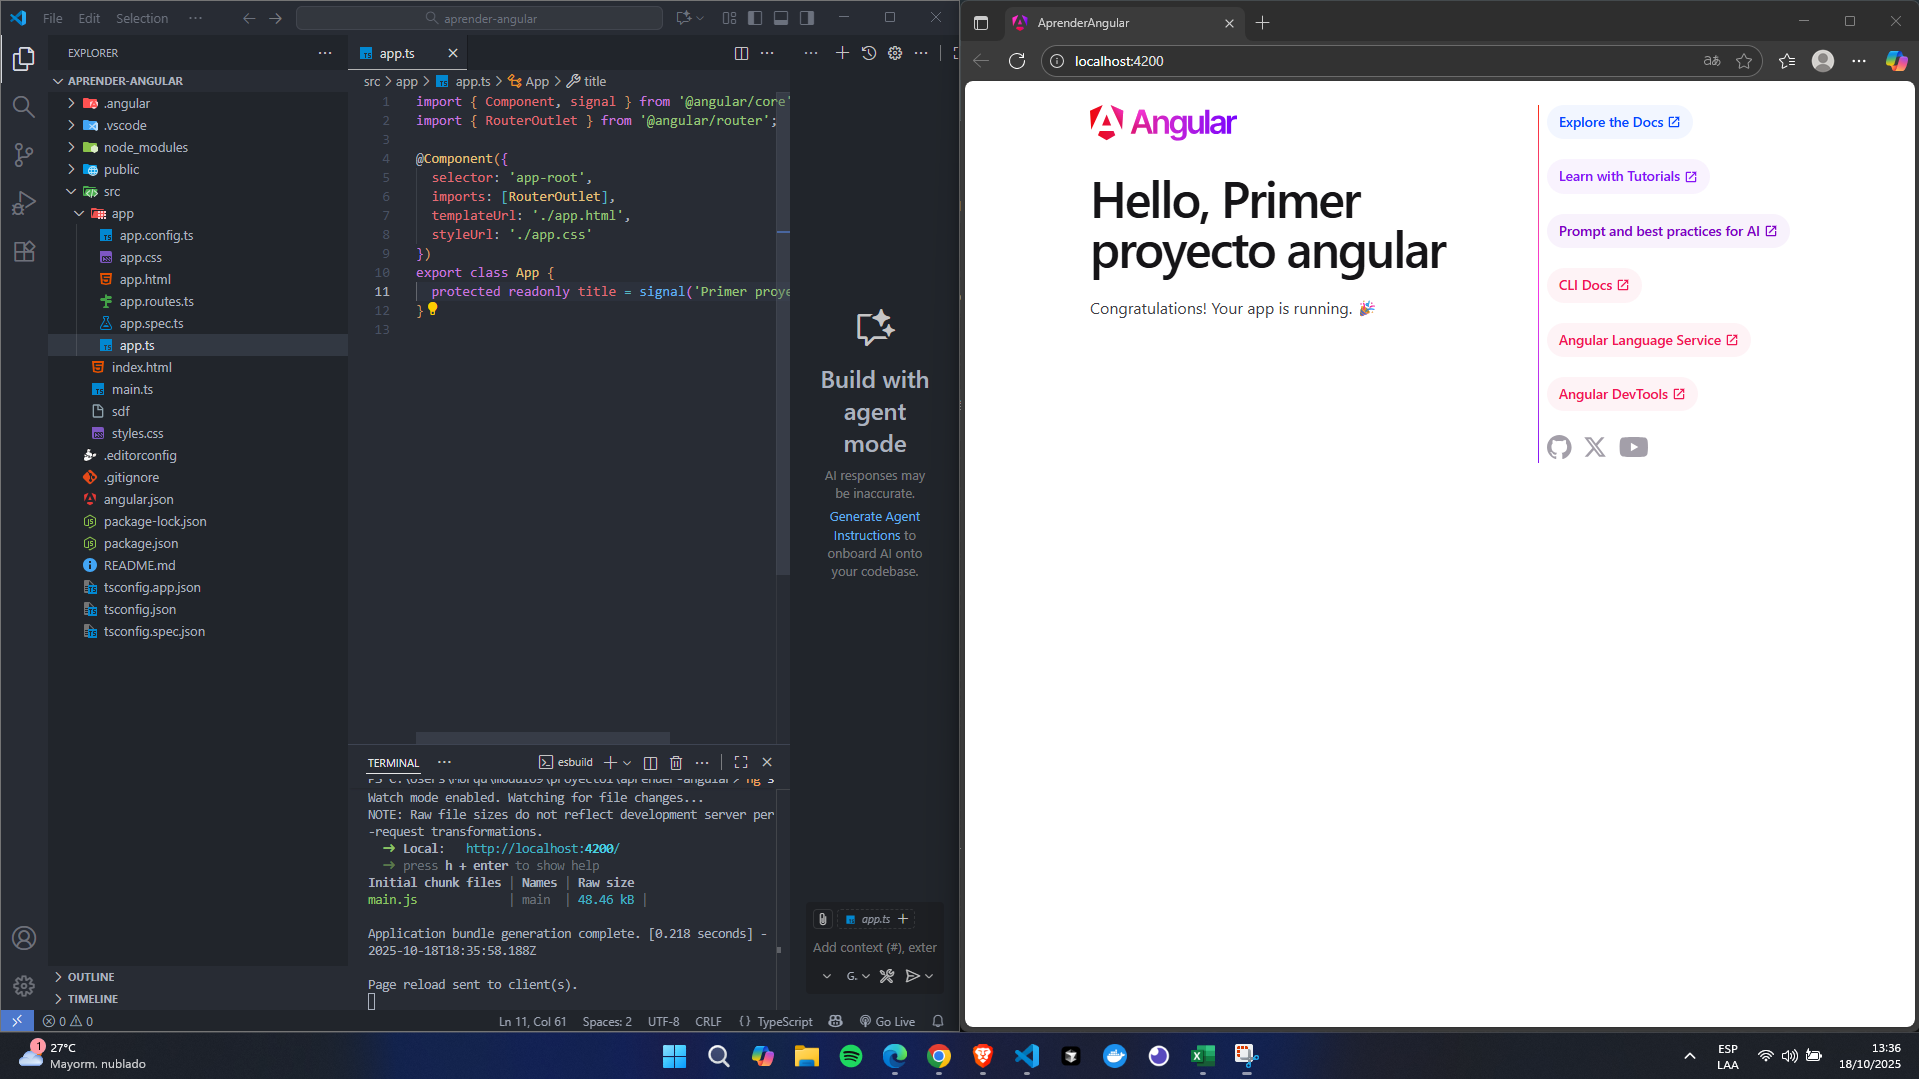 File Edit Selection ···
aprender-angular
EXPLORER
APRENDER-ANGULAR
.angular
.vscode
node_modules
public
src
app
app.config.ts
app.css
app.html
app.routes.ts
app.spec.ts
app.ts
index.html
main.ts
sdf
styles.css
.editorconfig
.gitignore
angular.json
package-lock.json
package.json
README.md
tsconfig.app.json
tsconfig.json
tsconfig.spec.json
OUTLINE
TIMELINE
app.ts
src > app > app.ts > App > title
1 import { Component, signal } from '@angular/core'
2 import { RouterOutlet } from '@angular/router';
3
4 @Component({
5 selector: 'app-root',
6 imports: [RouterOutlet],
7 templateUrl: './app.html',
8 styleUrl: './app.css'
9 })
10 export class App {
11 protected readonly title = signal('Primer proye
12 }
13
TERMINAL ···
esbuild
PS C:\Users\Morqu\modulo9\proyecto1\aprender-angular> ng s
Watch mode enabled. Watching for file changes...
NOTE: Raw file sizes do not reflect development server per
-request transformations.
➜ Local: http://localhost:4200/
➜ press h + enter to show help
Initial chunk files | Names | Raw size
main.js | main | 48.46 kB |
Application bundle generation complete. [0.218 seconds] -
2025-10-18T18:35:58.188Z
Page reload sent to client(s).
Build with
agent
mode
AI responses may
be inaccurate.
Generate Agent
Instructions to
onboard AI onto
your codebase.
app.ts
Add context (#), exter
G.
0 0
Ln 11, Col 61 Spaces: 2 UTF-8 CRLF {} TypeScript Go Live
AprenderAngular
localhost:4200
Angular
Hello, Primer
proyecto angular
Congratulations! Your app is running. 🎉
Explore the Docs
Learn with Tutorials
Prompt and best practices for AI
CLI Docs
Angular Language Service
Angular DevTools
1
27°C
Mayorm. nublado
ESP
LAA
13:36
18/10/2025